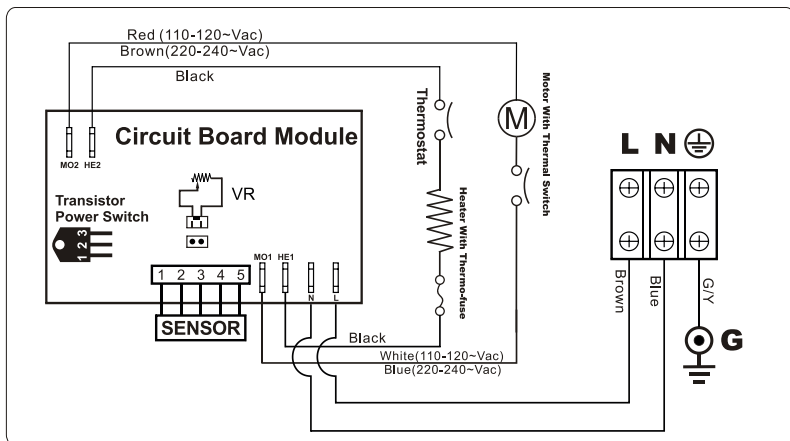 Red (110-120~Vac)
Brown(220-240~Vac)
Black
MO2
HE2
Circuit Board Module
VR
Transistor
Power Switch
1 2 3
MO1
HE1
N
L
1 2 3 4 5
SENSOR
Thermostat
Heater With Thermo-fuse
Motor With Thermal Switch
M
Black
White(110-120~Vac)
Blue(220-240~Vac)
L N
Brown
Blue
G/Y
G